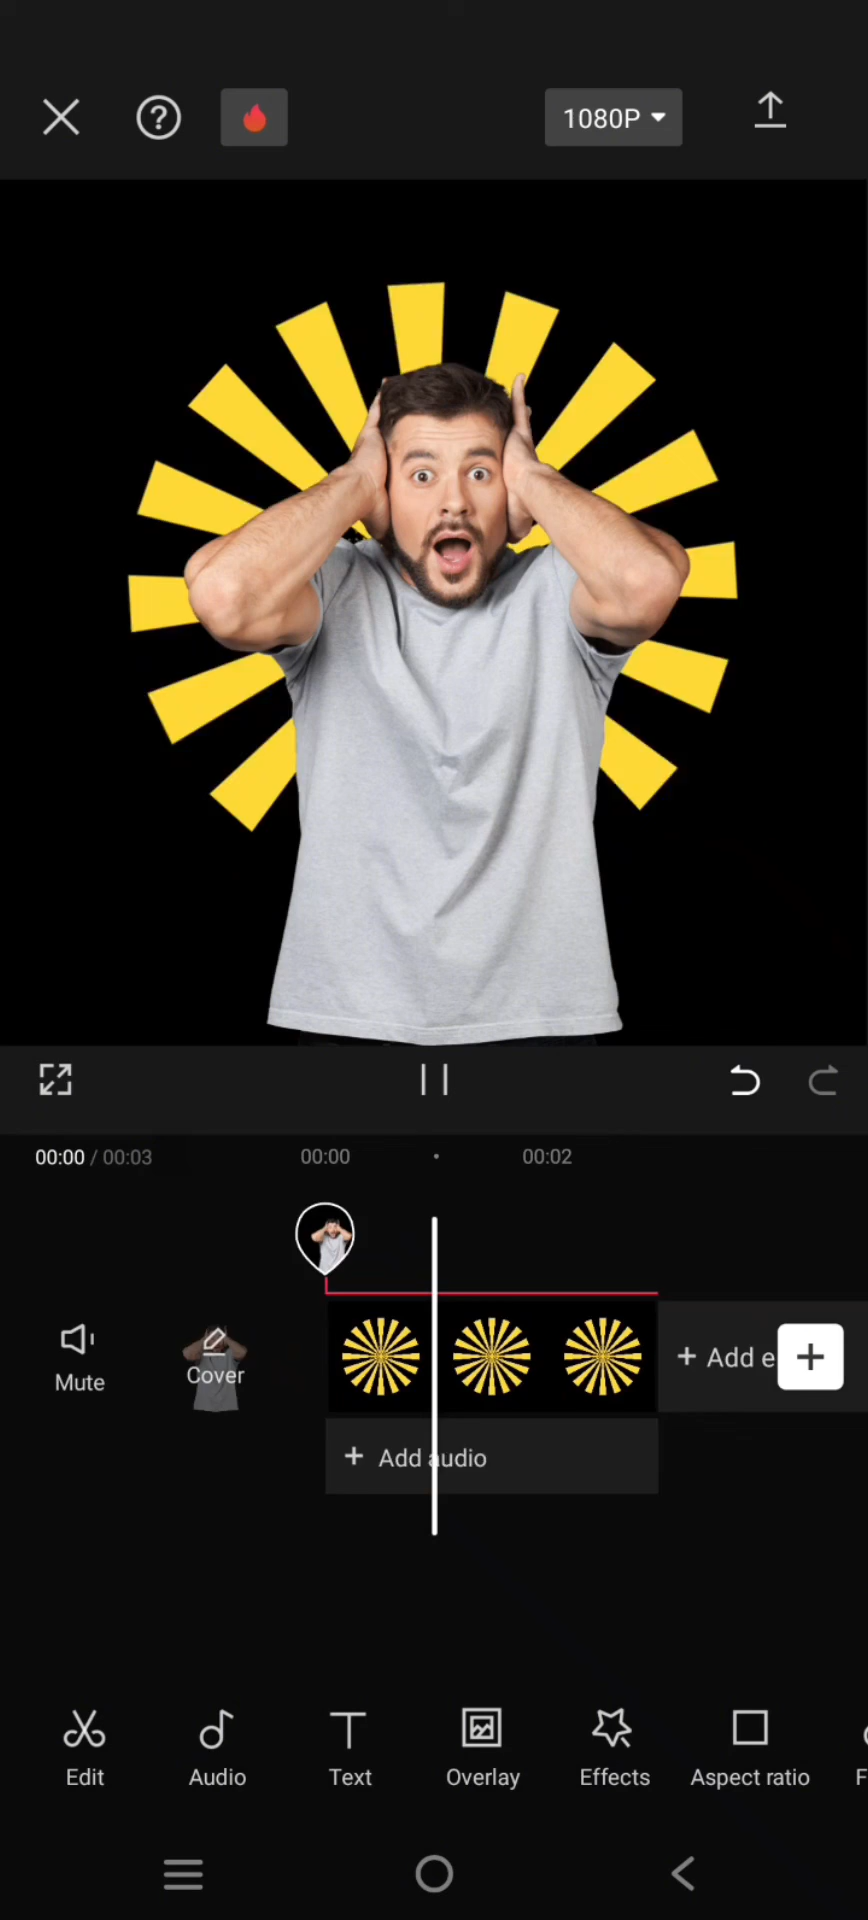 1080P
00:00 / 00:03
00:00
00:02
Mute
Cover
+ Add e
+ Add audio
Edit
Audio
Text
Overlay
Effects
Aspect ratio
F